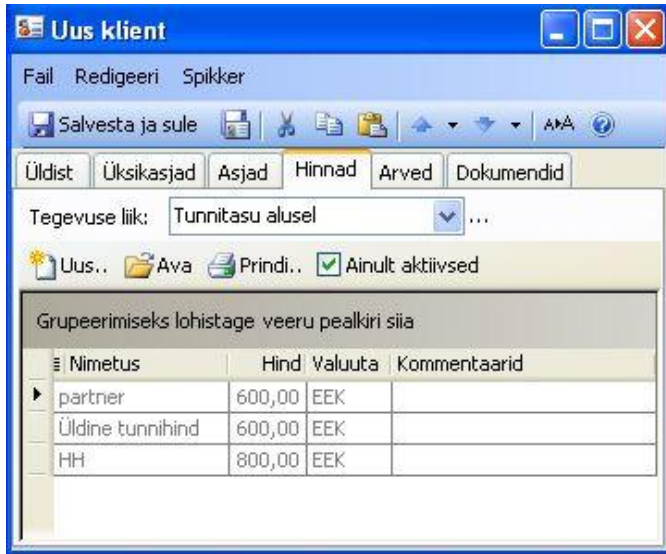 Uus klient
Fail Redigeeri Spikker
Salvesta ja sule
Üldist Üksikasjad Asjad Hinnad Arved Dokumendid
Tegevuse liik: Tunnitasu alusel ...
Uus.. Ava Prindi.. Ainult aktiivsed
Grupeerimiseks lohistage veeru pealkiri siia
Nimetus Hind Valuuta Kommentaarid
partner 600,00 EEK
Üldine tunnihind 600,00 EEK
HH 800,00 EEK